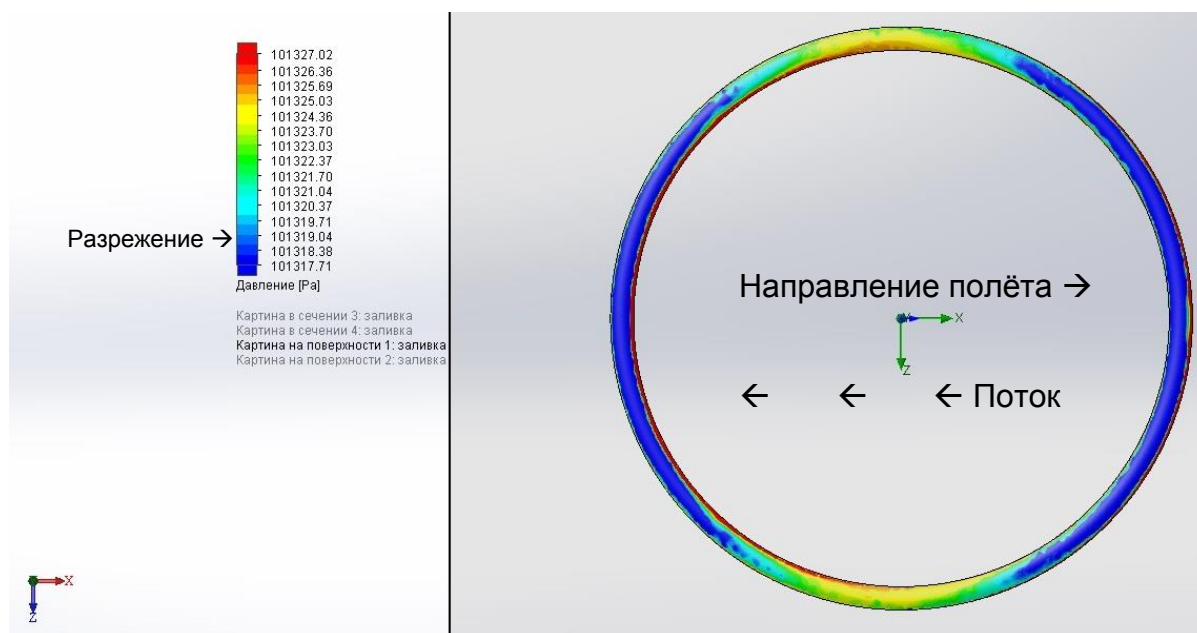 101327.02
101326.36
101325.69
101325.03
101324.36
101323.70
101323.03
101322.37
101321.70
101321.04
101320.37
101319.71
101319.04
101318.38
101317.71
Разрежение →
Давление [Pa]
Картина в сечении 3: заливка
Картина в сечении 4: заливка
Картина на поверхности 1: заливка
Картина на поверхности 2: заливка
X
Z
Направление полёта →
X
Z
← ← ← Поток